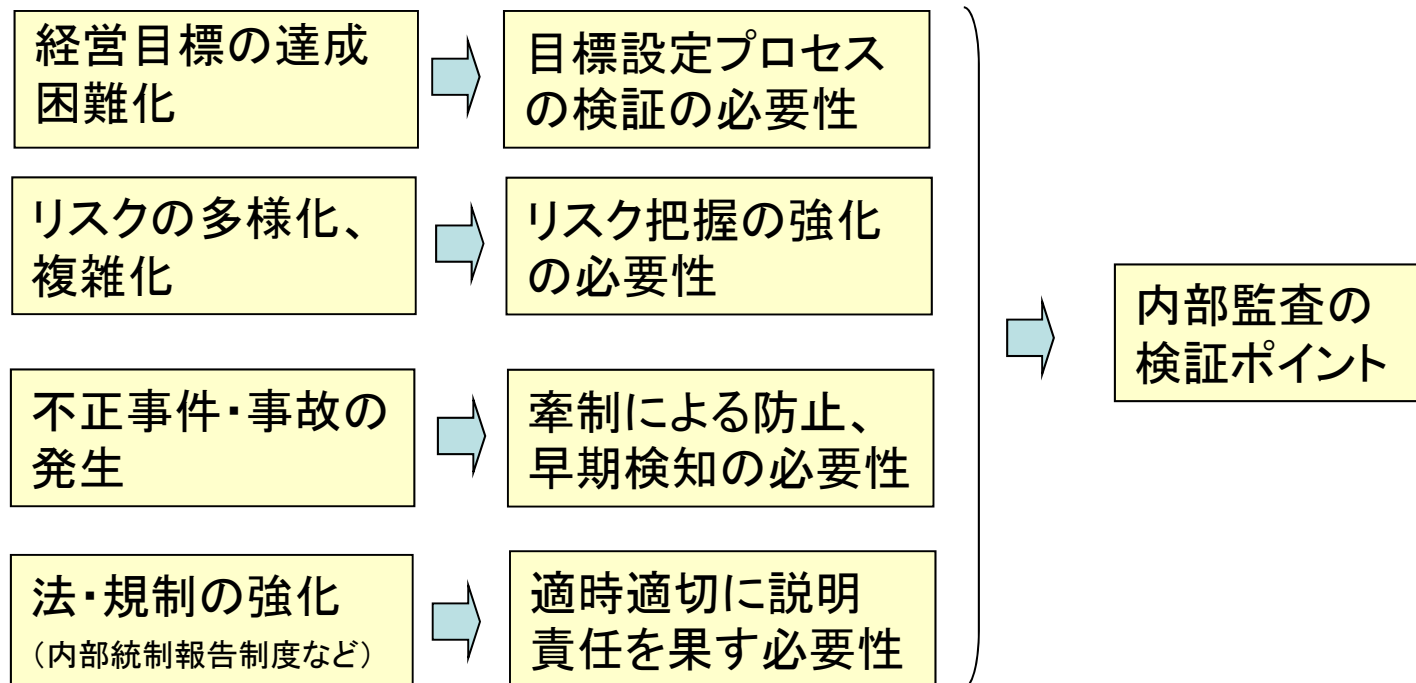 経営目標の達成
困難化
目標設定プロセス
の検証の必要性
リスクの多様化、
複雑化
リスク把握の強化
の必要性
不正事件・事故の
発生
牽制による防止、
早期検知の必要性
法・規制の強化
（内部統制報告制度など）
適時適切に説明
責任を果す必要性
内部監査の
検証ポイント